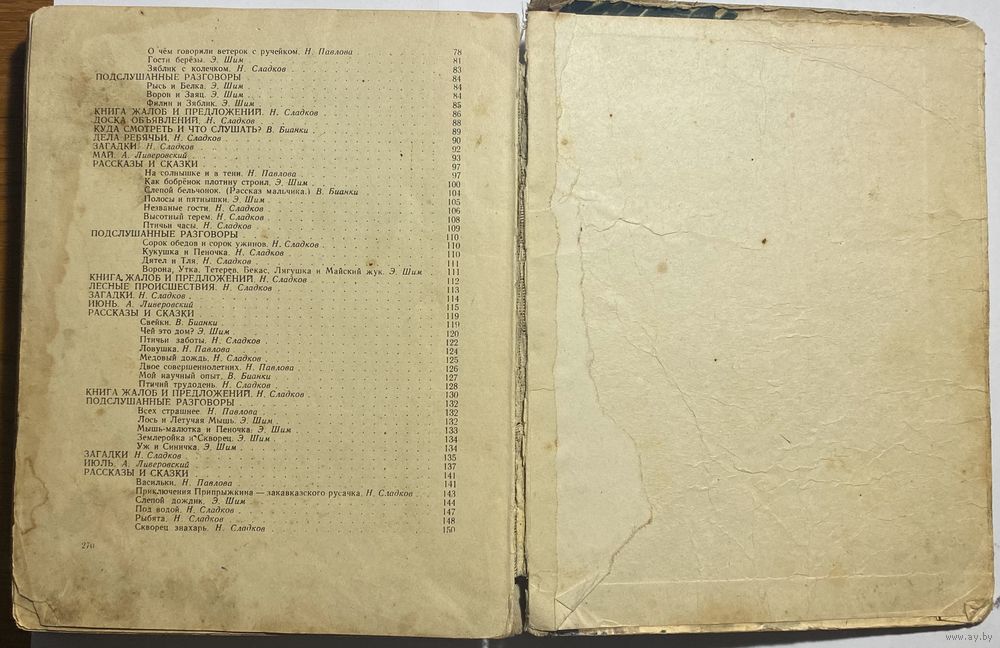 О чём говорили ветерок с ручейком. Н. Павлова 78
Гости берёзы. Э. Шим 81
Зяблик с колечком. Н. Сладков 83
ПОДСЛУШАННЫЕ РАЗГОВОРЫ 84
Рысь и Белка. Э. Шим 84
Ворон и Заяц. Э. Шим 84
Филин и Зяблик. Э. Шим 85
КНИГА ЖАЛОБ И ПРЕДЛОЖЕНИЙ. Н. Сладков 86
ДОСКА ОБЪЯВЛЕНИЙ. Н. Сладков 88
КУДА СМОТРЕТЬ И ЧТО СЛУШАТЬ? В. Бианки 89
ДЕЛА РЕБЯЧЬИ. Н. Сладков 90
ЗАГАДКИ. Н. Сладков 92
МАЙ. А. Ливеровский 93
РАССКАЗЫ И СКАЗКИ 97
На солнышке и в тени. Н. Павлова 97
Как бобрёнок плотину строил. Э. Шим 100
Слепой бельчонок. (Рассказ мальчика.) В. Бианки 104
Полосы и пятнышки. Э. Шим 105
Незваные гости. Н. Сладков 106
Высотный терем. Н. Сладков 108
Птичьи часы. Н. Сладков 109
ПОДСЛУШАННЫЕ РАЗГОВОРЫ 110
Сорок обедов и сорок ужинов. Н. Сладков 110
Кукушка и Пеночка. Н. Сладков 110
Дятел и Тля. Н. Сладков 111
Ворона, Утка, Тетерев, Бекас, Лягушка и Майский жук. Э. Шим 111
КНИГА ЖАЛОБ И ПРЕДЛОЖЕНИЙ. Н. Сладков 112
ЛЕСНЫЕ ПРОИСШЕСТВИЯ. Н. Сладков 113
ЗАГАДКИ. Н. Сладков 114
ИЮНЬ. А. Ливеровский 115
РАССКАЗЫ И СКАЗКИ 119
Свейки. В. Бианки 119
Чей это дом? Э. Шим 120
Птичьи заботы. Н. Сладков 122
Ловушка. Н. Павлова 124
Медовый дождь. Н. Сладков 125
Двое совершеннолетних. Н. Павлова 126
Мой научный опыт. В. Бианки 127
Птичий трудодень. Н. Сладков 128
КНИГА ЖАЛОБ И ПРЕДЛОЖЕНИЙ. Н. Сладков 130
ПОДСЛУШАННЫЕ РАЗГОВОРЫ 132
Всех страшнее. Н. Павлова 132
Лось и Летучая Мышь. Э. Шим 132
Мышь-малютка и Пеночка. Э. Шим 133
Землеройка и Скворец. Э. Шим 134
Уж и Синичка. Э. Шим 134
ЗАГАДКИ Н. Сладков 135
ИЮЛЬ. А. Ливеровский 137
РАССКАЗЫ И СКАЗКИ 141
Васильки. Н. Павлова 141
Приключения Припрыжкина — закавказского русачка. Н. Сладков 143
Слепой дождик. Э. Шим 144
Под водой. Н. Сладков 147
Рыбята. Н. Сладков 148
Скворец знахарь. Н. Сладков 150
270
www.ay.by